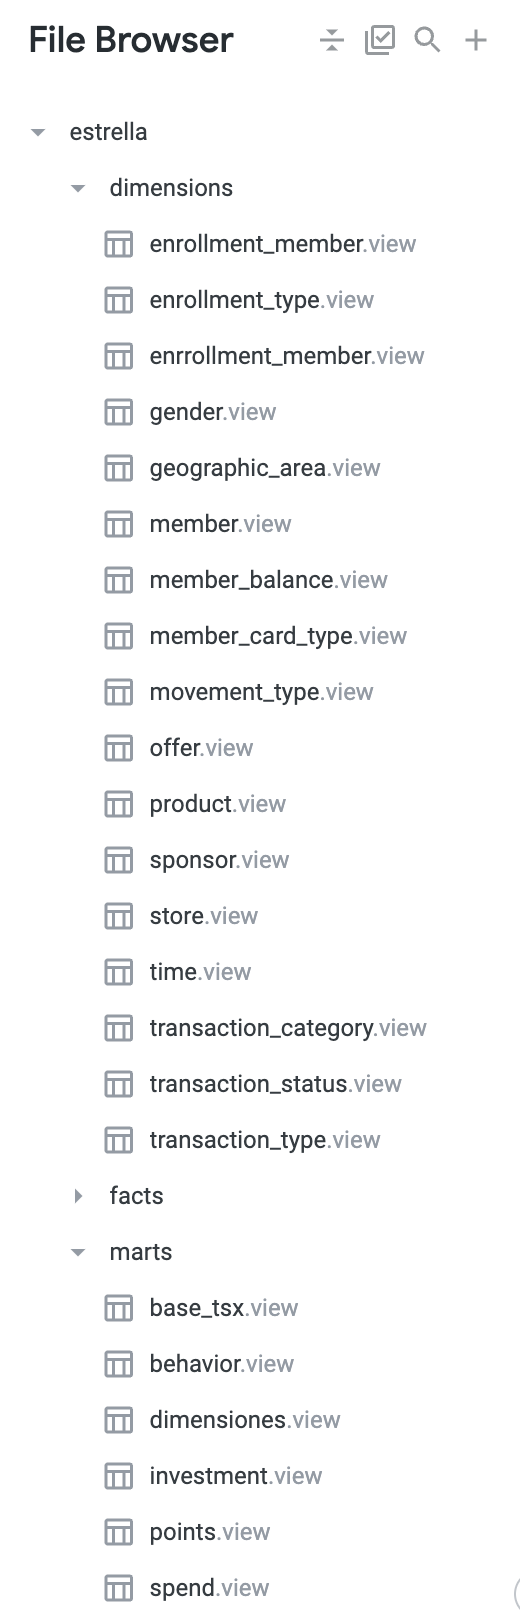 File Browser
estrella
dimensions
enrollment_member.view
enrollment_type.view
enrrollment_member.view
gender.view
geographic_area.view
member.view
member_balance.view
member_card_type.view
movement_type.view
offer.view
product.view
sponsor.view
store.view
time.view
transaction_category.view
transaction_status.view
transaction_type.view
facts
marts
base_tsx.view
behavior.view
dimensiones.view
investment.view
points.view
spend.view